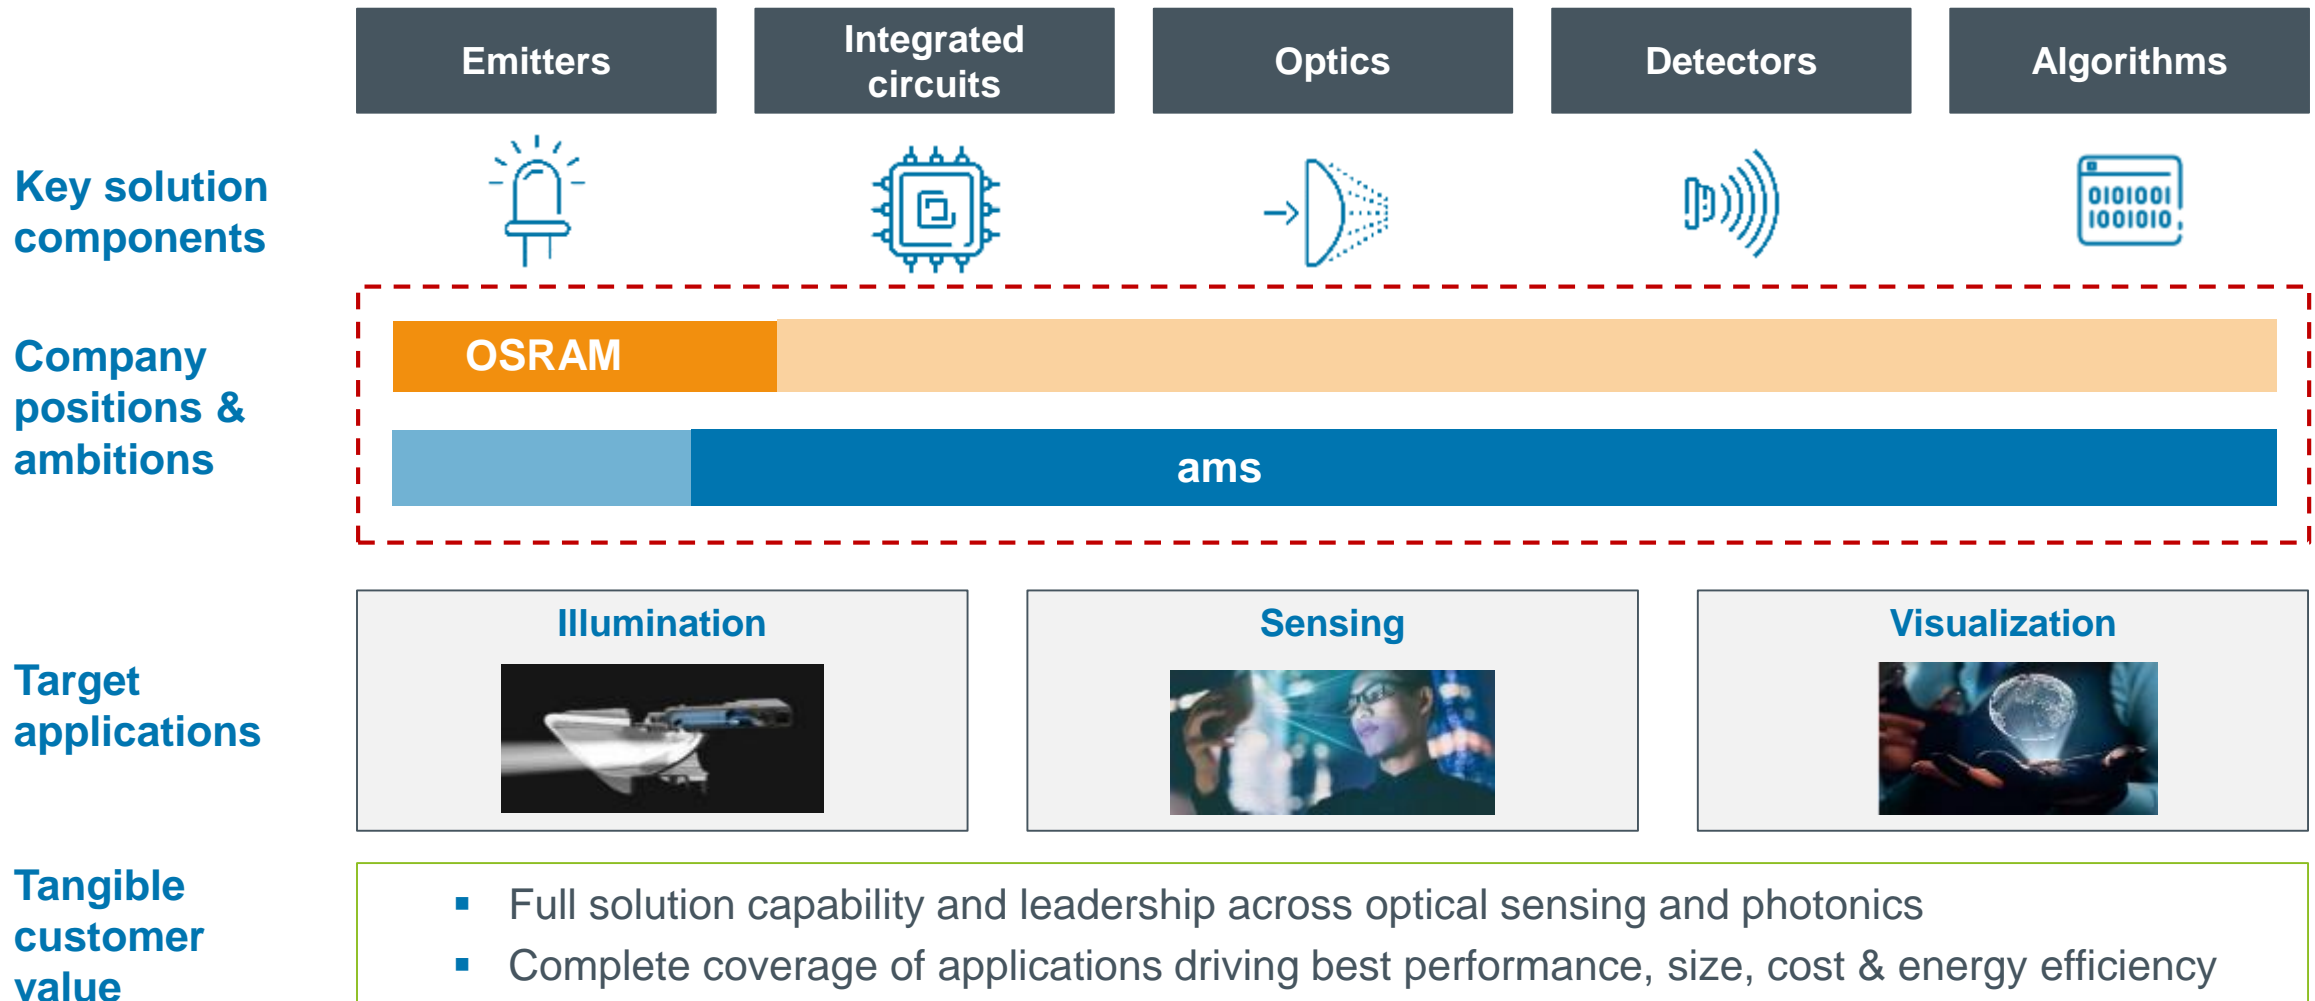 Emitters
Integrated
circuits
Optics
Detectors
Algorithms
Key solution
components
0101001
1001010
Company
positions &
ambitions
OSRAM
ams
Target
applications
Illumination
Sensing
Visualization
Tangible
customer
value
▪ Full solution capability and leadership across optical sensing and photonics
▪ Complete coverage of applications driving best performance, size, cost & energy efficiency